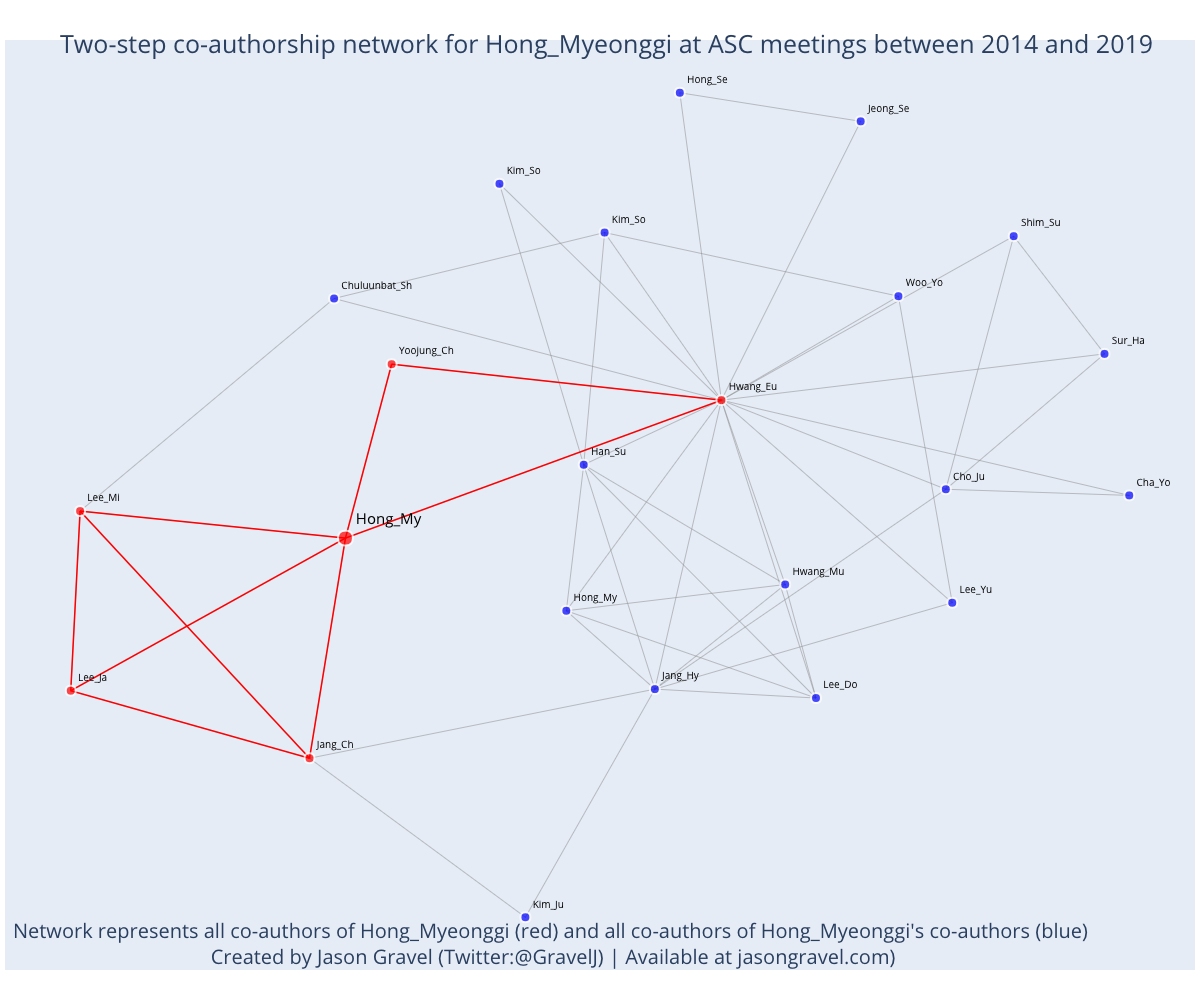 Two-step co-authorship network for Hong_Myeonggi at ASC meetings between 2014 and 2019
Hong_Se
Jeong_Se
Kim_So
Kim_So
Shim_Su
Chuluunbat_Sh
Woo_Yo
Yoojung_Ch
Sur_Ha
Hwang_Eu
Han_Su
Cho_Ju
Cha_Yo
Lee_Mi
Hong_My
Hwang_Mu
Hong_My
Lee_Yu
Lee_Ja
Jang_Hy
Lee_Do
Jang_Ch
Kim_Ju
Network represents all co-authors of Hong_Myeonggi (red) and all co-authors of Hong_Myeonggi's co-authors (blue)
Created by Jason Gravel (Twitter:@GravelJ) | Available at jasongravel.com)